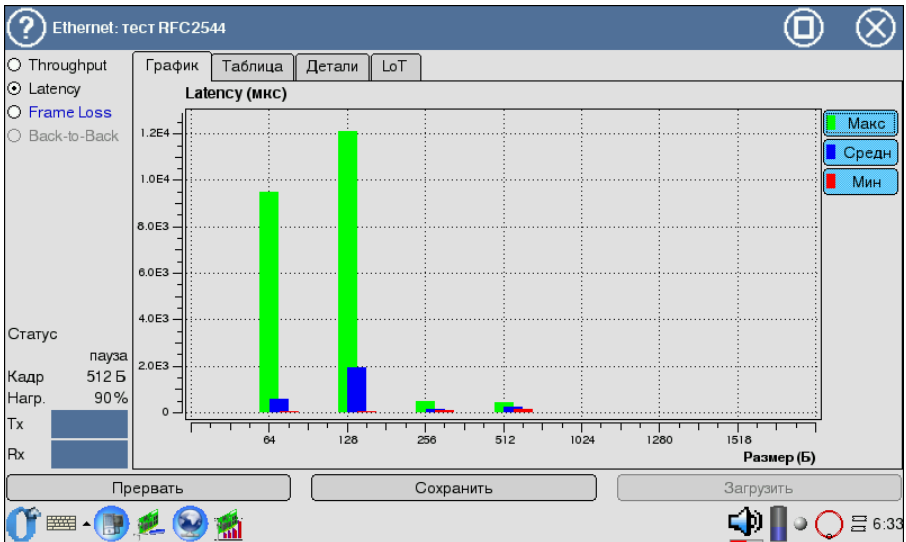 Ethernet: тест RFC2544
Throughput
Latency
Frame Loss
Back-to-Back
График Таблица Детали LoT
Latency (мкс)
1.2E4
1.0E4
8.0E3
6.0E3
4.0E3
2.0E3
0
64 128 256 512 1024 1280 1518
Размер (Б)
Макс
Средн
Мин
Статус
пауза
Кадр 512 Б
Нагр. 90%
Tx
Rx
Прервать Сохранить Загрузить
6:33